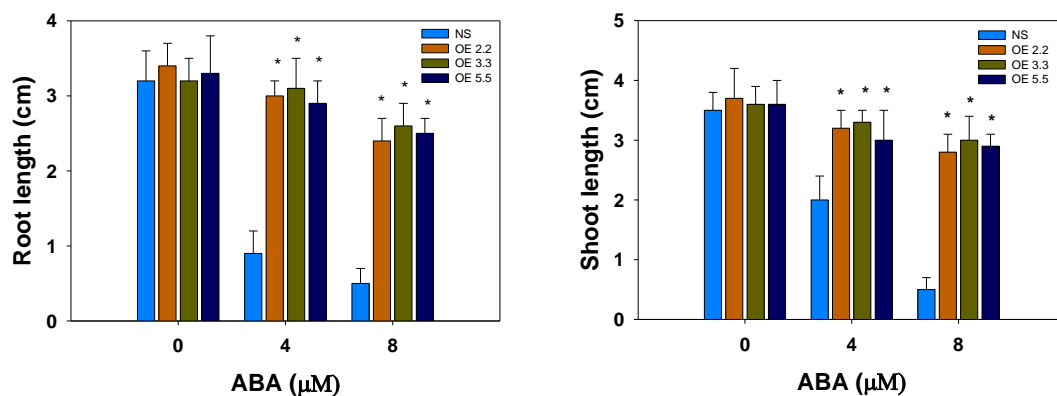 4
3
2
1
0
Root length (cm)
NS
OE 2.2
OE 3.3
OE 5.5
* * *
* * *
0 4 8
ABA (μM)
5
4
3
2
1
0
Shoot length (cm)
NS
OE 2.2
OE 3.3
OE 5.5
* * *
* * *
0 4 8
ABA (μM)